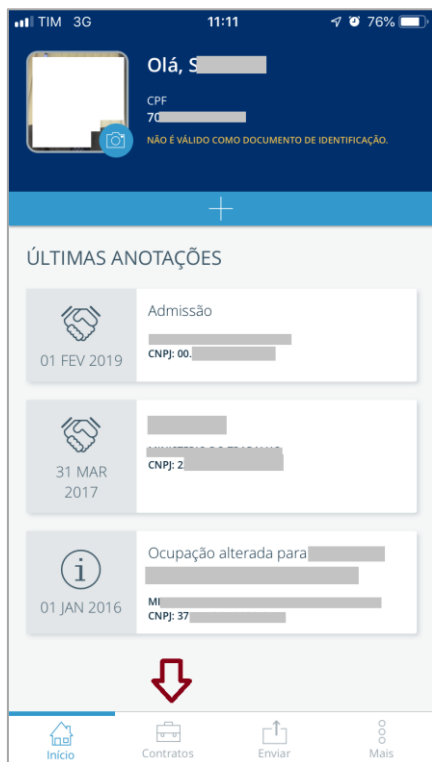 TIM 3G 11:11 76%
Olá, S
CPF
70
NÃO É VÁLIDO COMO DOCUMENTO DE IDENTIFICAÇÃO.
ÚLTIMAS ANOTAÇÕES
Admissão
01 FEV 2019
CNPJ: 00.
31 MAR
2017
CNPJ: 2
Ocupação alterada para
01 JAN 2016
MI
CNPJ: 37
Início Contratos Enviar Mais